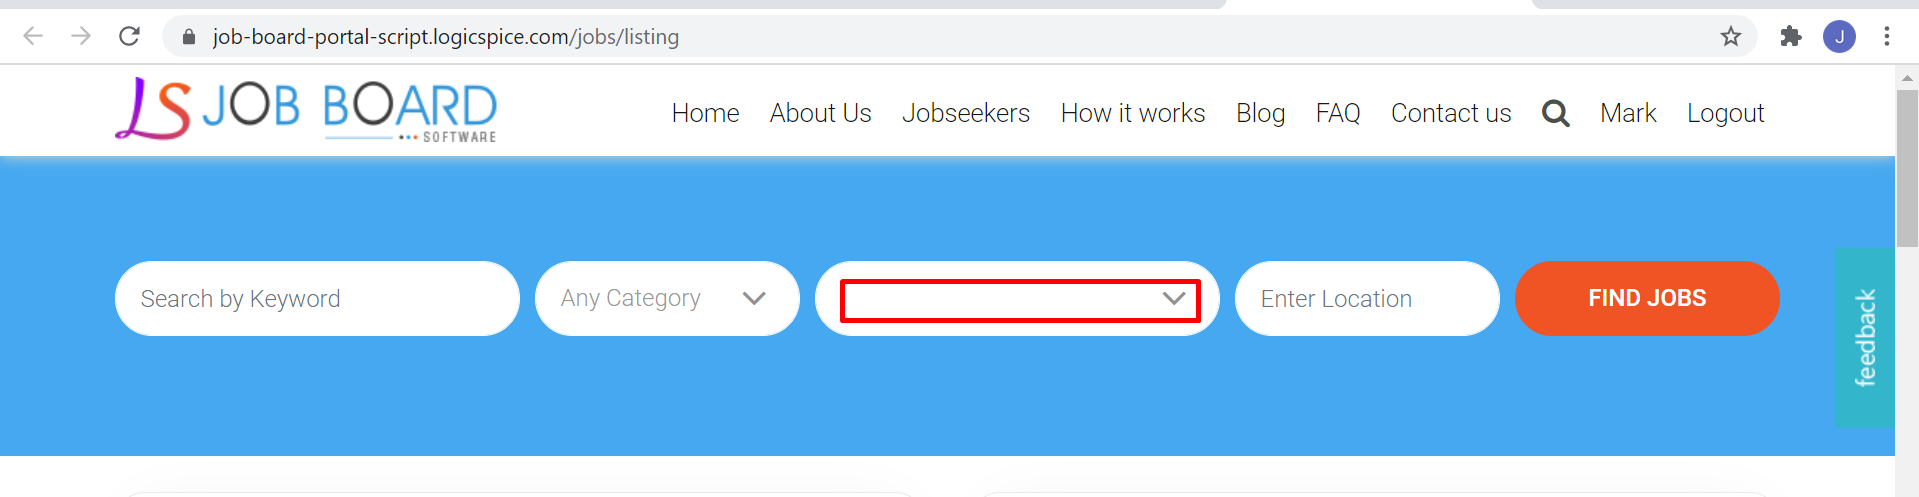 job-board-portal-script.logicspice.com/jobs/listing
J
LS JOB BOARD
SOFTWARE
Home About Us Jobseekers How it works Blog FAQ Contact us Mark Logout
Search by Keyword Any Category Enter Location FIND JOBS
feedback